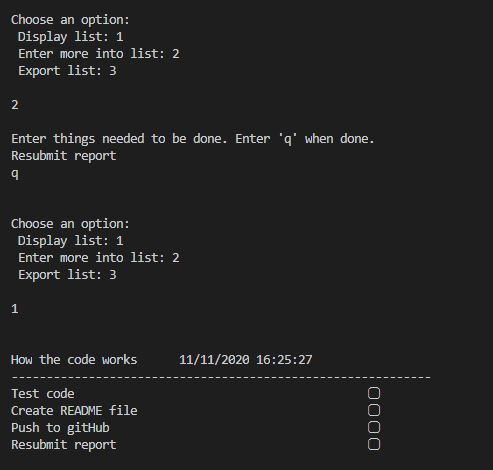 Choose an option:
 Display list: 1
 Enter more into list: 2
 Export list: 3
2
Enter things needed to be done. Enter 'q' when done.
Resubmit report
q
Choose an option:
 Display list: 1
 Enter more into list: 2
 Export list: 3
1
How the code works      11/11/2020 16:25:27
------------------------------------------------------------
Test code                                          ▢
Create README file                                 ▢
Push to gitHub                                     ▢
Resubmit report                                    ▢